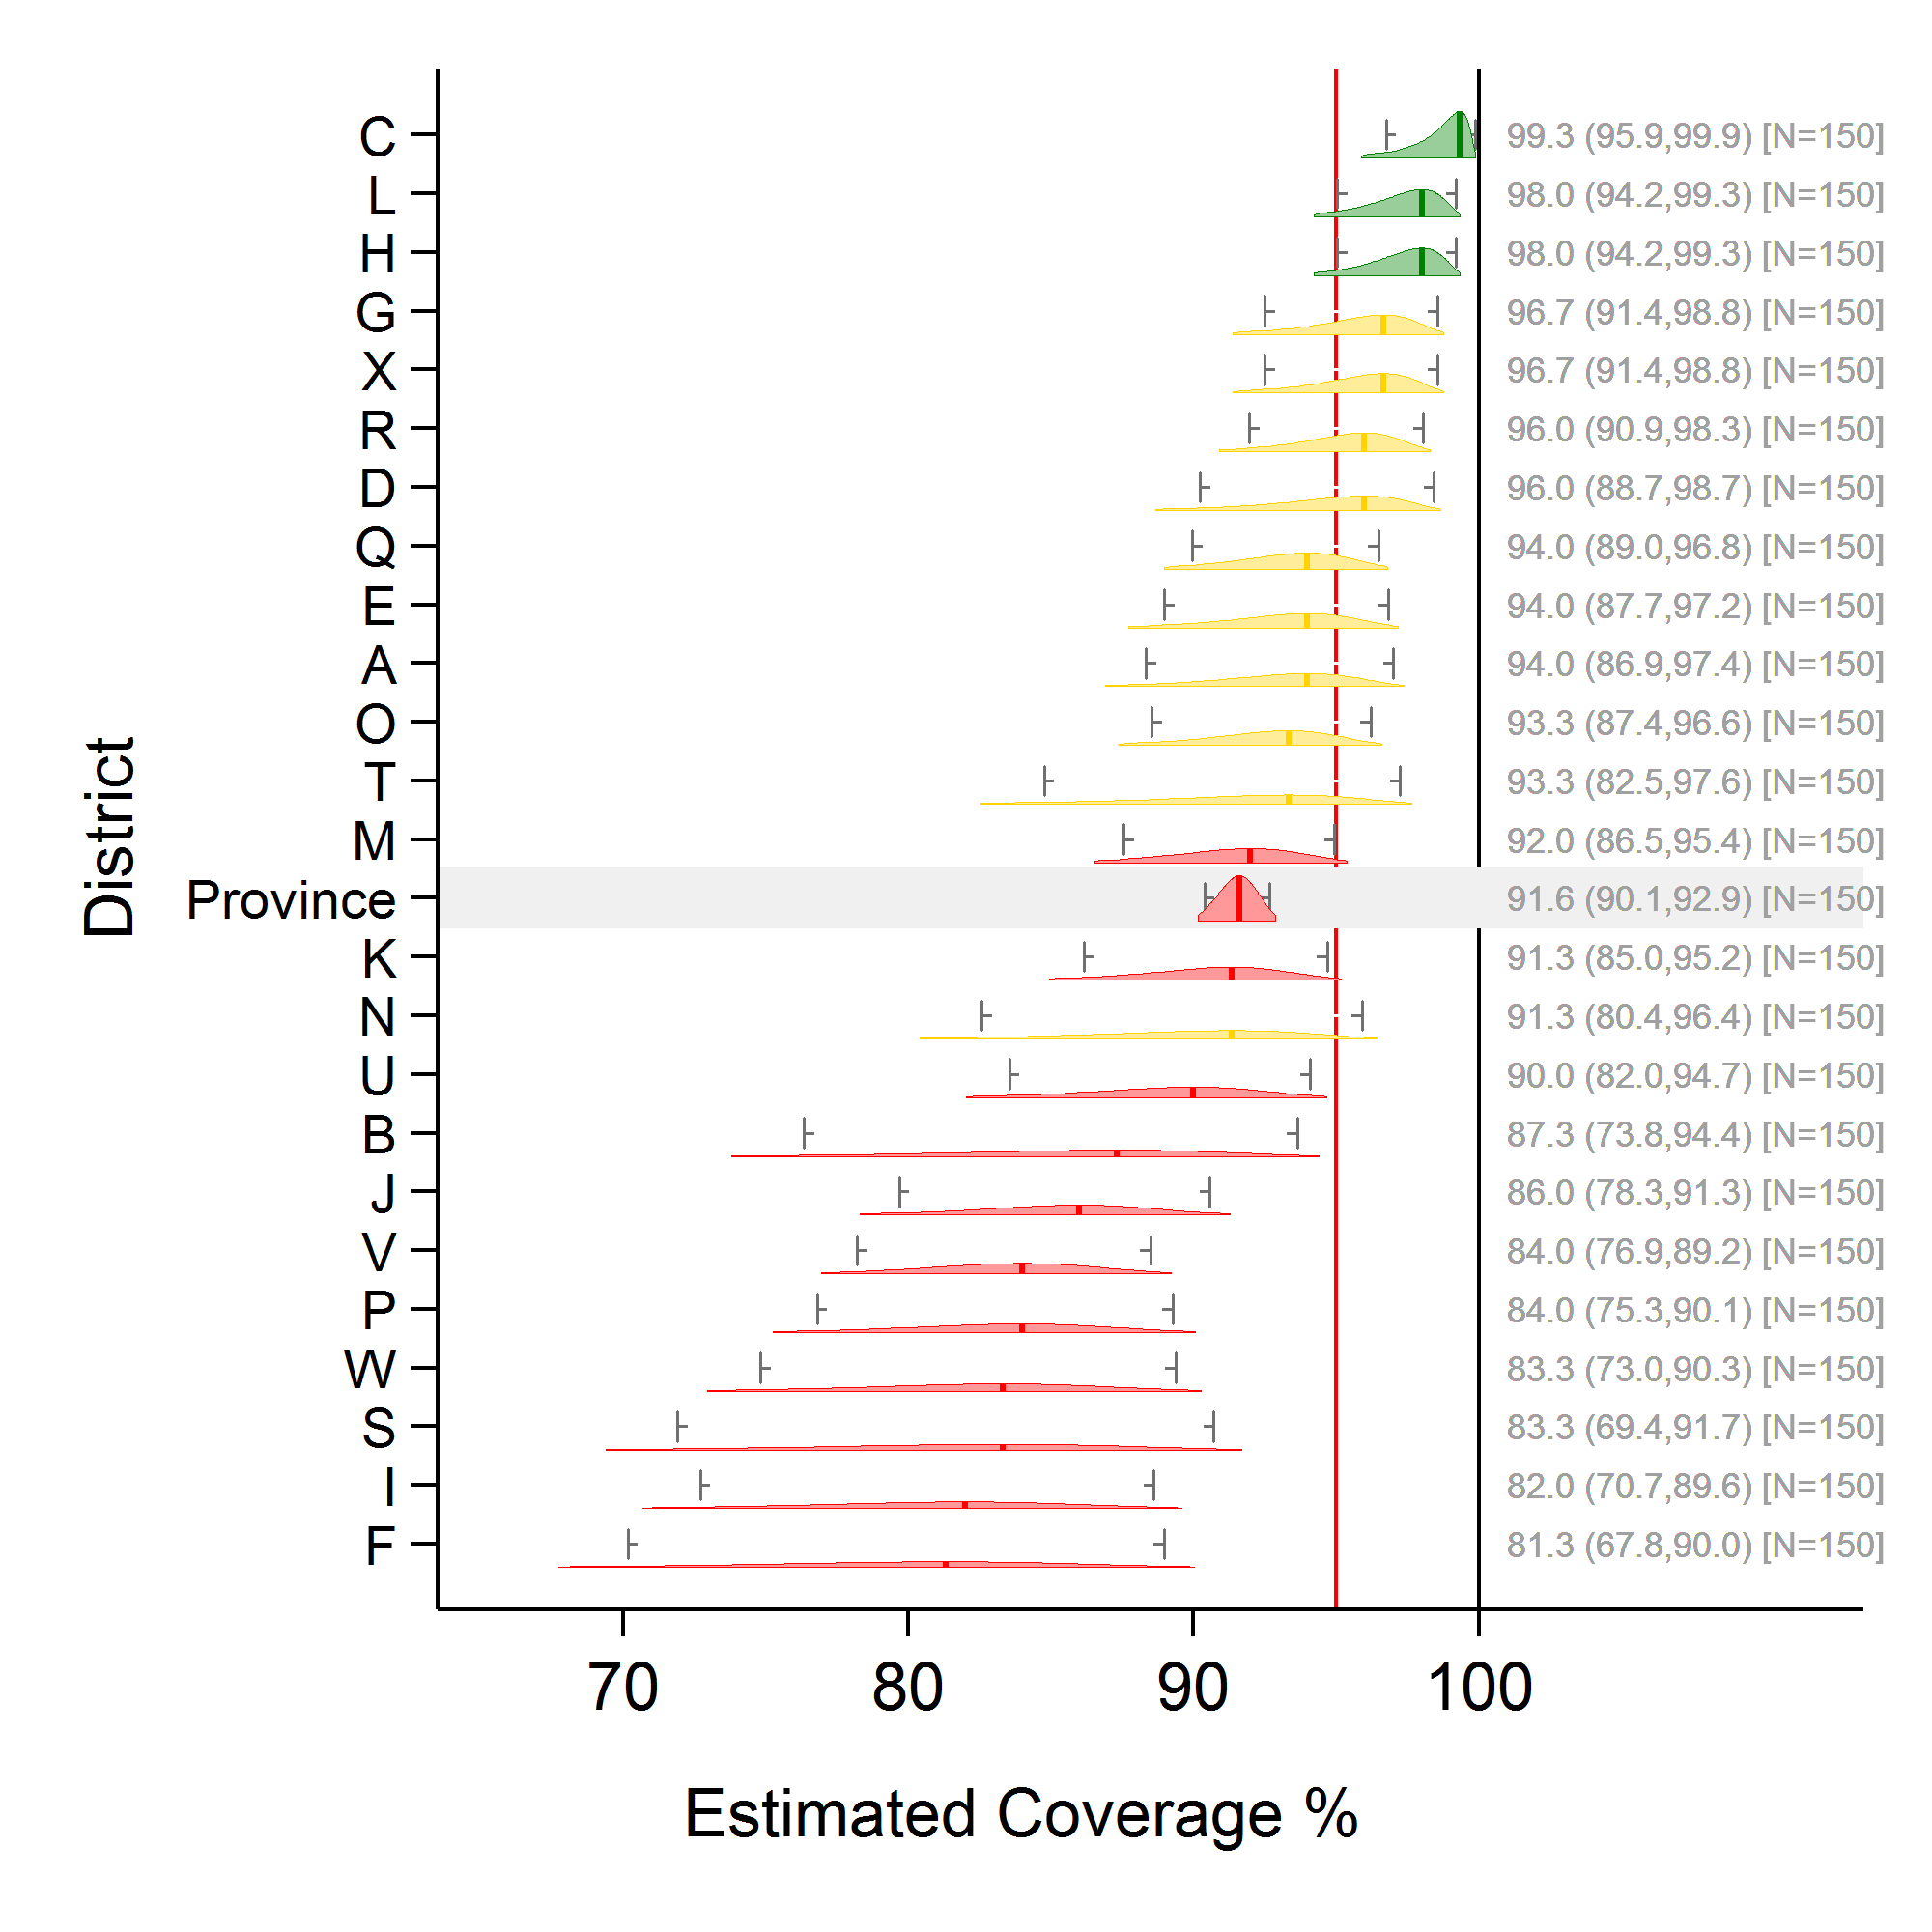 C 99.3 (95.9,99.9) [N=150]
L 98.0 (94.2,99.3) [N=150]
H 98.0 (94.2,99.3) [N=150]
G 96.7 (91.4,98.8) [N=150]
X 96.7 (91.4,98.8) [N=150]
R 96.0 (90.9,98.3) [N=150]
D 96.0 (88.7,98.7) [N=150]
Q 94.0 (89.0,96.8) [N=150]
E 94.0 (87.7,97.2) [N=150]
A 94.0 (86.9,97.4) [N=150]
O 93.3 (87.4,96.6) [N=150]
T 93.3 (82.5,97.6) [N=150]
M 92.0 (86.5,95.4) [N=150]
Province 91.6 (90.1,92.9) [N=150]
K 91.3 (85.0,95.2) [N=150]
N 91.3 (80.4,96.4) [N=150]
U 90.0 (82.0,94.7) [N=150]
B 87.3 (73.8,94.4) [N=150]
J 86.0 (78.3,91.3) [N=150]
V 84.0 (76.9,89.2) [N=150]
P 84.0 (75.3,90.1) [N=150]
W 83.3 (73.0,90.3) [N=150]
S 83.3 (69.4,91.7) [N=150]
I 82.0 (70.7,89.6) [N=150]
F 81.3 (67.8,90.0) [N=150]
District
70 80 90 100
Estimated Coverage %